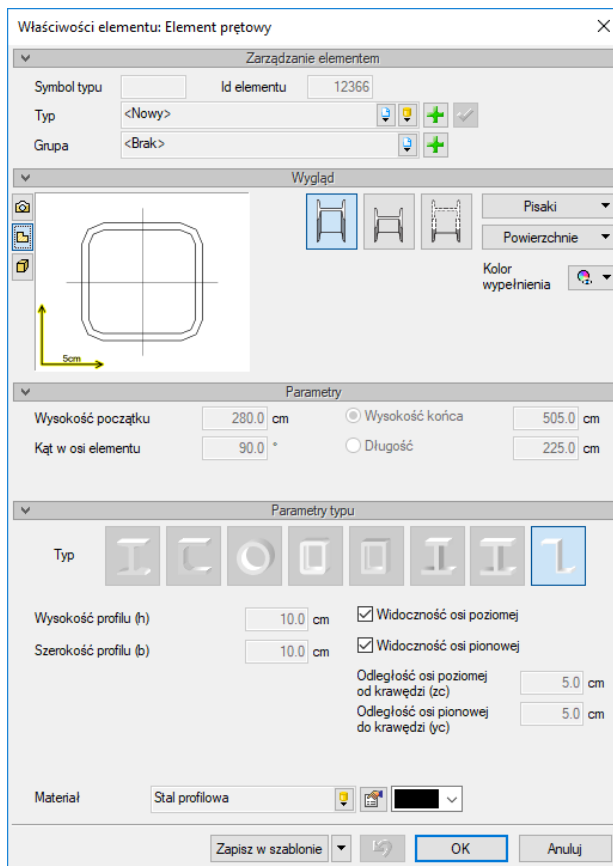 Właściwości elementu: Element prętowy
Zarządzanie elementem
Symbol typu Id elementu 12366
Typ <Nowy>
Grupa <Brak>
Wygląd
Pisaki
Powierzchnie
Kolor
wypełnienia
5cm
Parametry
Wysokość początku 280.0 cm Wysokość końca 505.0 cm
Kąt w osi elementu 90.0 ° Długość 225.0 cm
Parametry typu
Typ
Wysokość profilu (h) 10.0 cm Widoczność osi poziomej
Szerokość profilu (b) 10.0 cm Widoczność osi pionowej
Odległość osi poziomej
od krawędzi (zc) 5.0 cm
Odległość osi pionowej
do krawędzi (yc) 5.0 cm
Materiał Stal profilowa
Zapisz w szablonie OK Anuluj